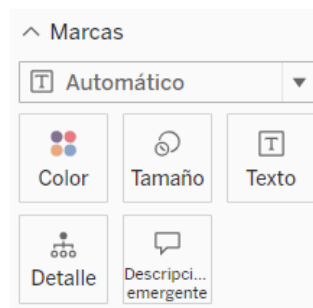 Marcas
T Automático
Color Tamaño T Texto
Detalle Descripci...
emergente